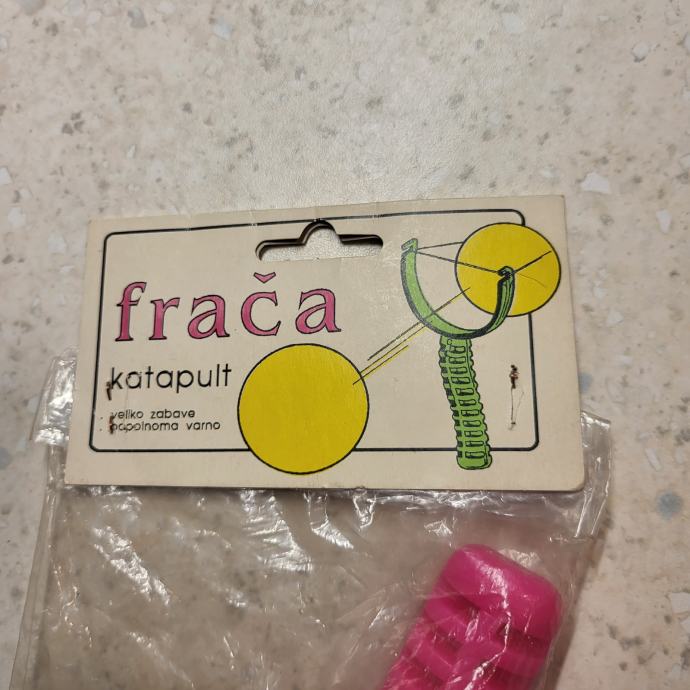 frača
katapult
veliko zabave
popolnoma varno